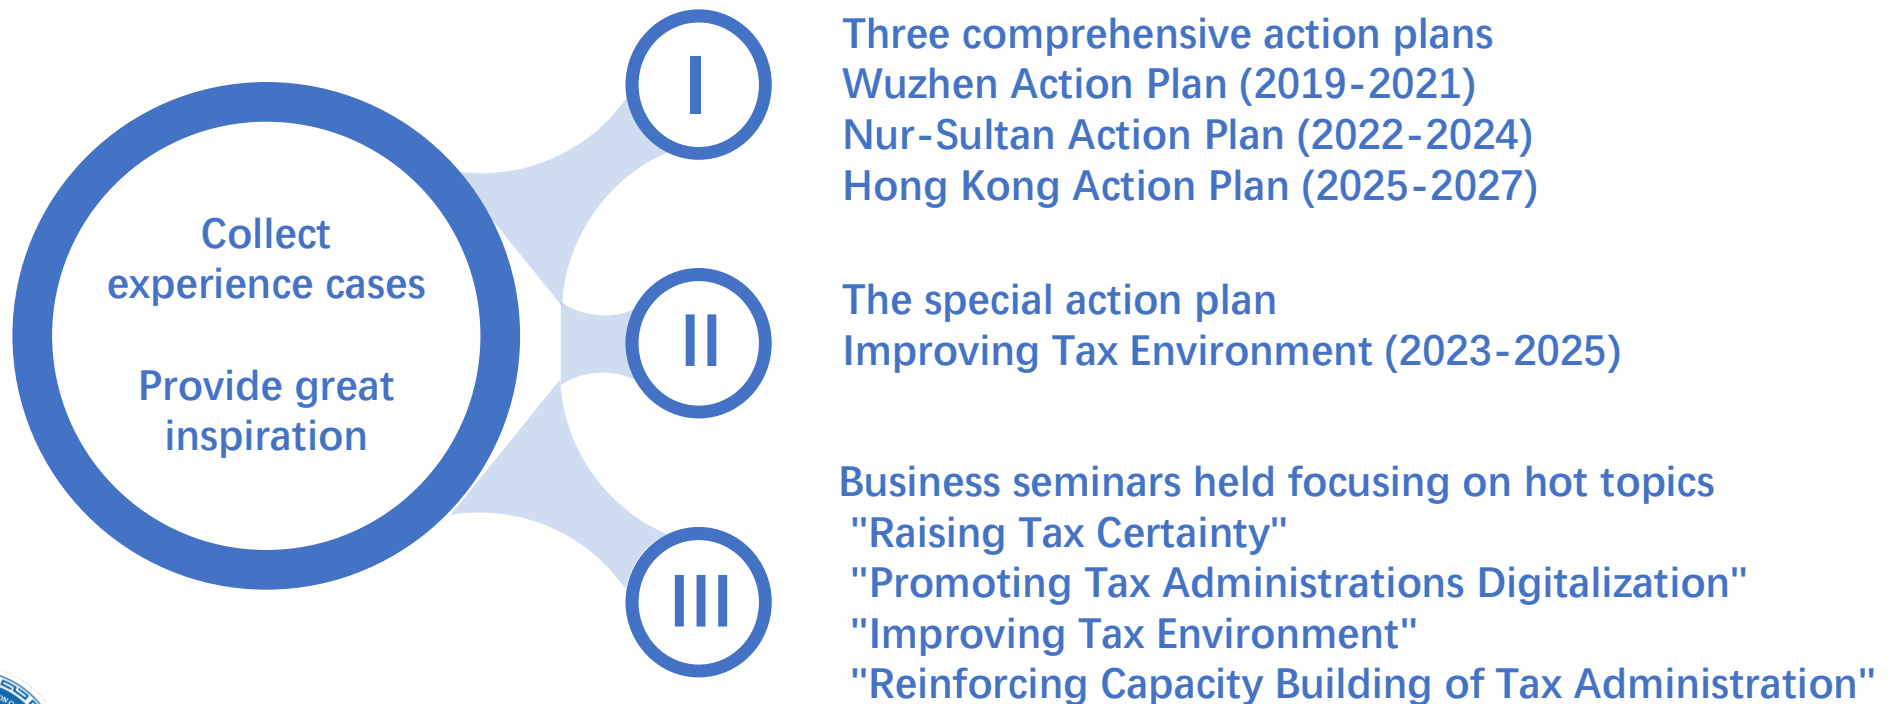 Collect
experience cases
Provide great
inspiration
I
Three comprehensive action plans
Wuzhen Action Plan (2019-2021)
Nur-Sultan Action Plan (2022-2024)
Hong Kong Action Plan (2025-2027)
II
The special action plan
Improving Tax Environment (2023-2025)
III
Business seminars held focusing on hot topics
"Raising Tax Certainty"
"Promoting Tax Administrations Digitalization"
"Improving Tax Environment"
"Reinforcing Capacity Building of Tax Administration"